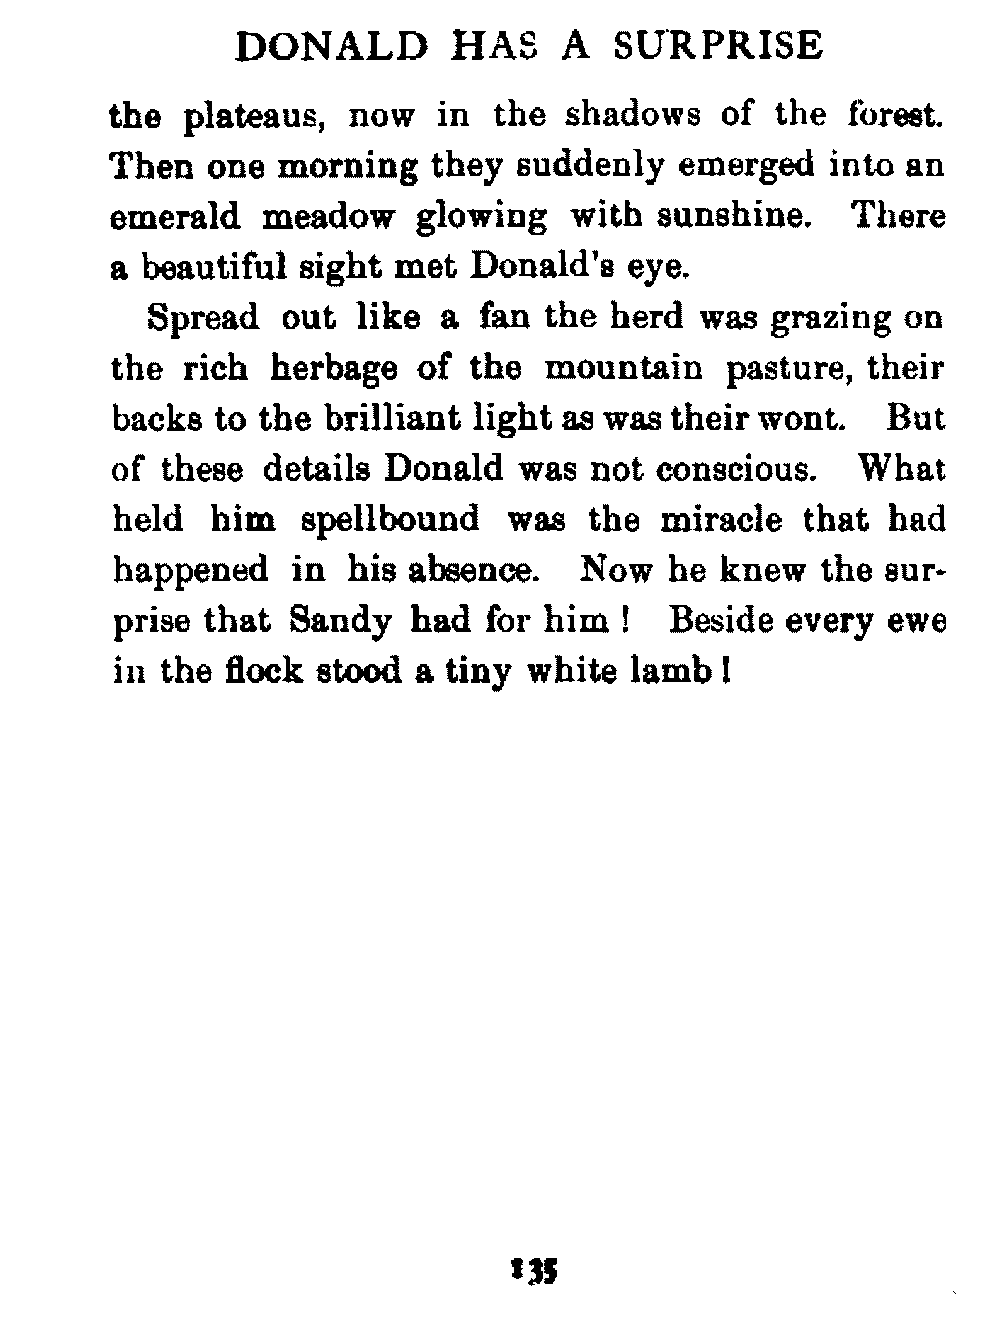 DONALD HAS A SURPRISE
the plateaus, now in the shadows of the forest.
Then one morning they suddenly emerged into an
emerald meadow glowing with sunshine. There
a beautiful sight met Donald's eye.
Spread out like a fan the herd was grazing on
the rich herbage of the mountain pasture, their
backs to the brilliant light as was their wont. But
of these details Donald was not conscious. What
held him spellbound was the miracle that had
happened in his absence. Now he knew the sur-
prise that Sandy had for him ! Beside every ewe
in the flock stood a tiny white lamb !
135